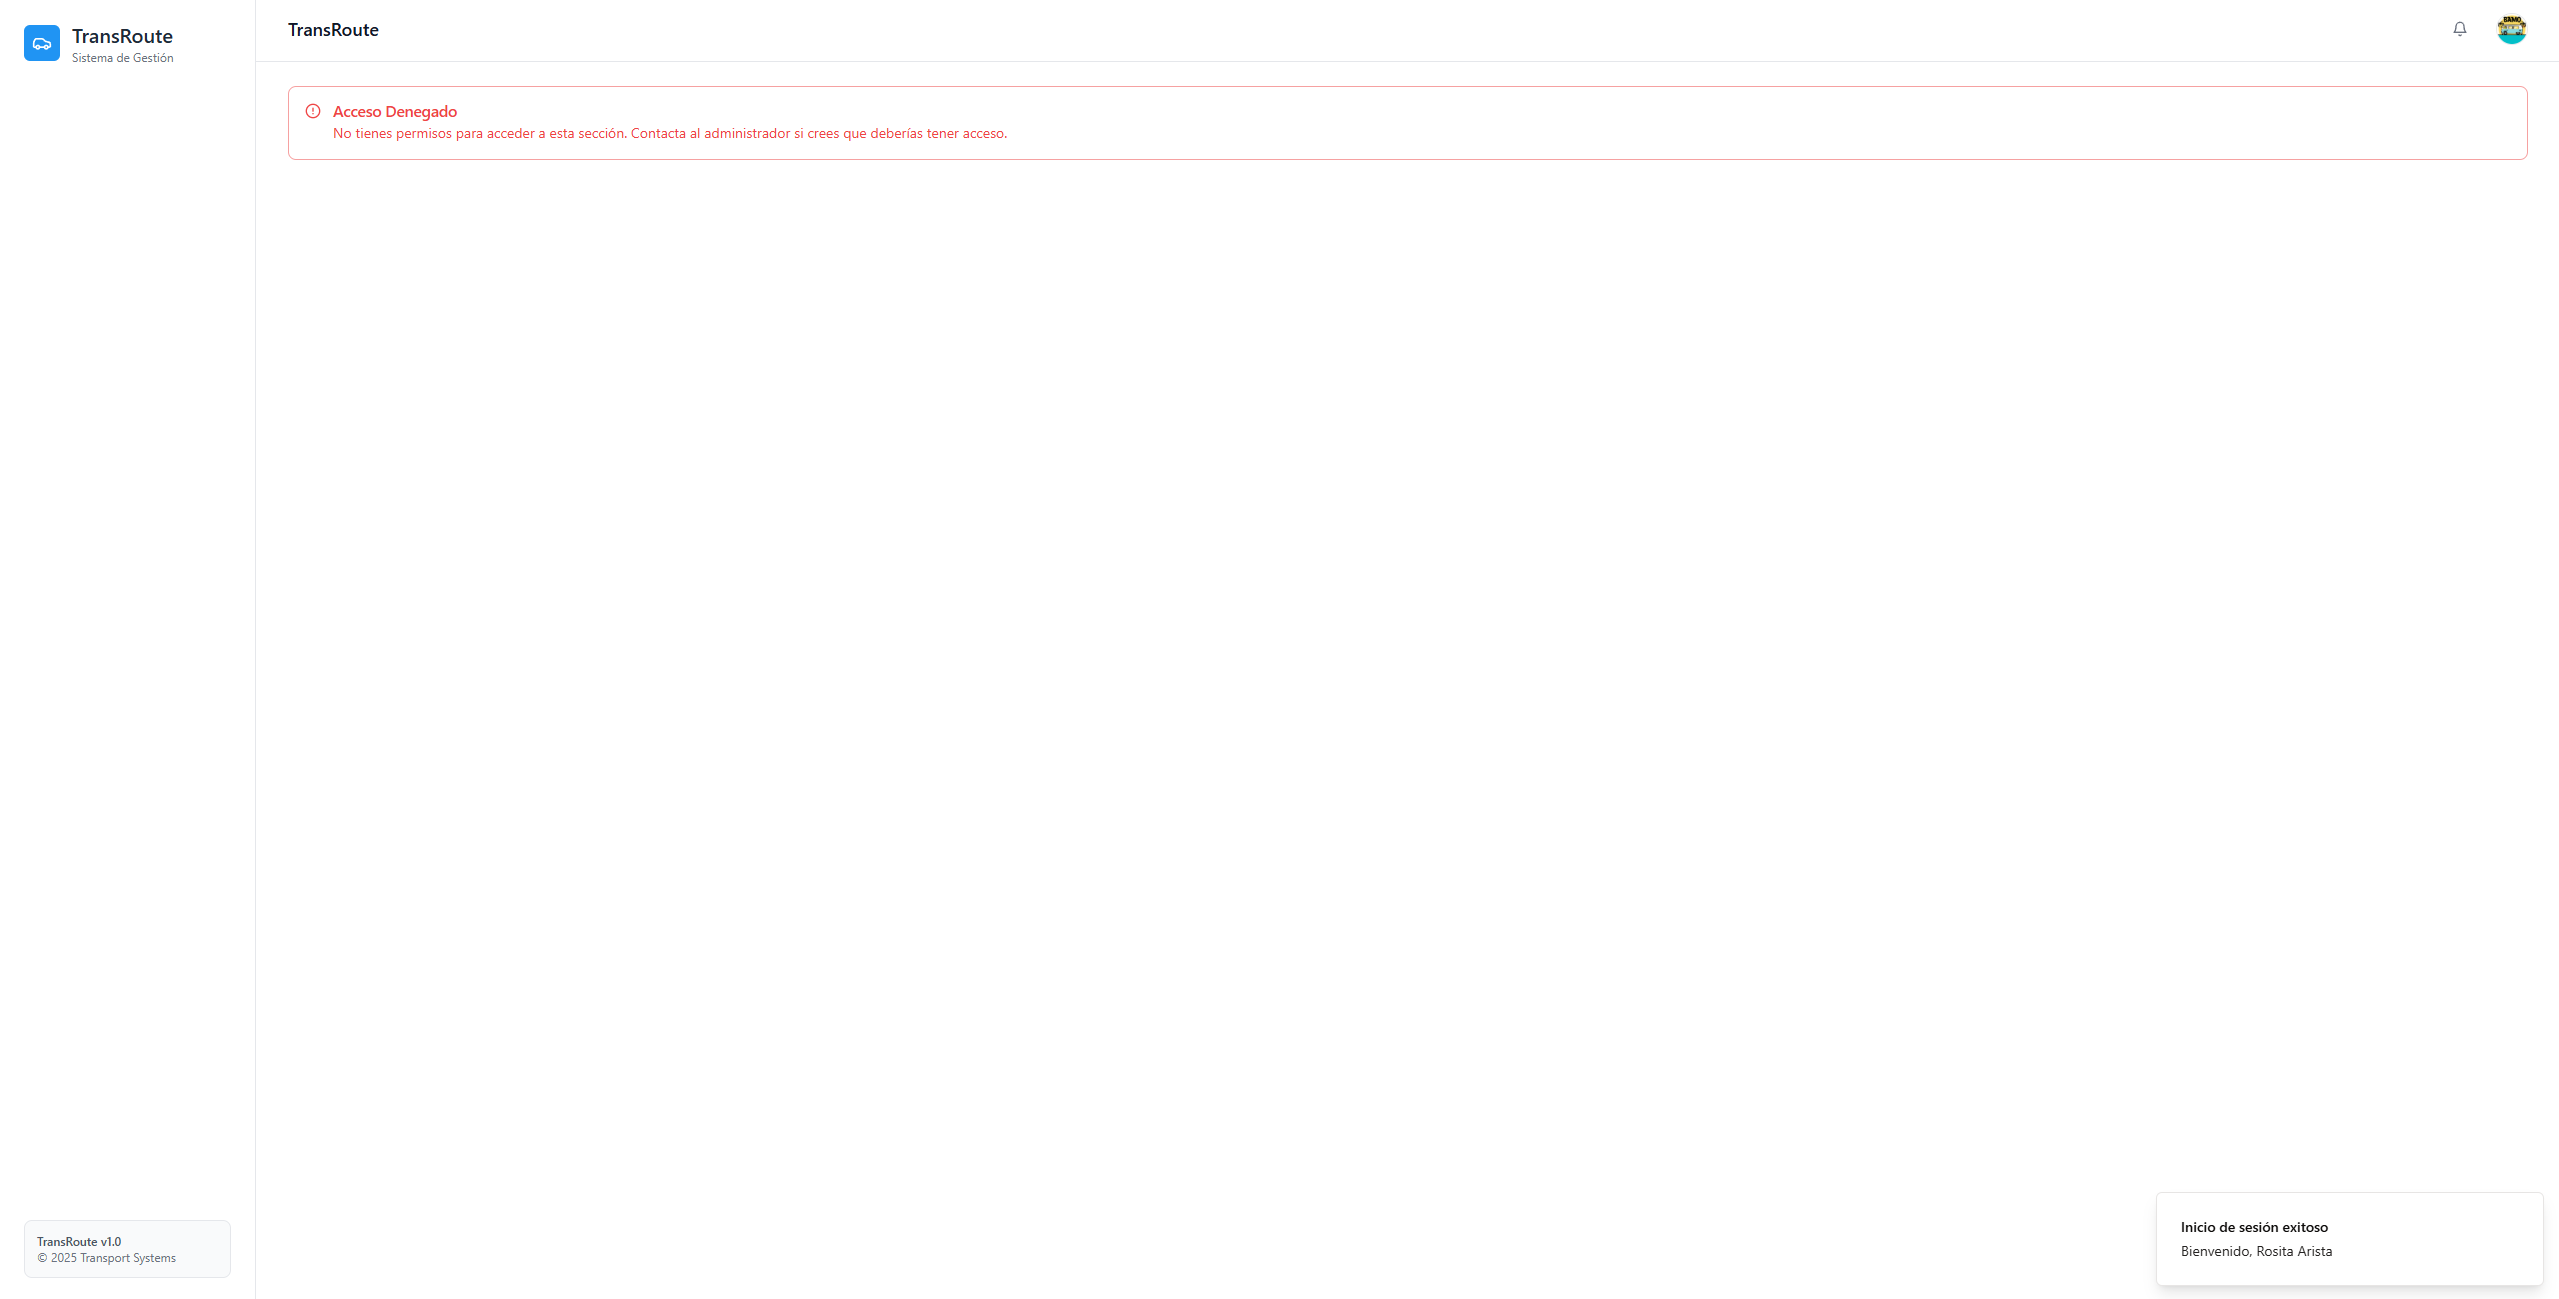 TransRoute
Sistema de Gestión
TransRoute
BAMO
Acceso Denegado
No tienes permisos para acceder a esta sección. Contacta al administrador si crees que deberías tener acceso.
TransRoute v1.0
© 2025 Transport Systems
Inicio de sesión exitoso
Bienvenido, Rosita Arista